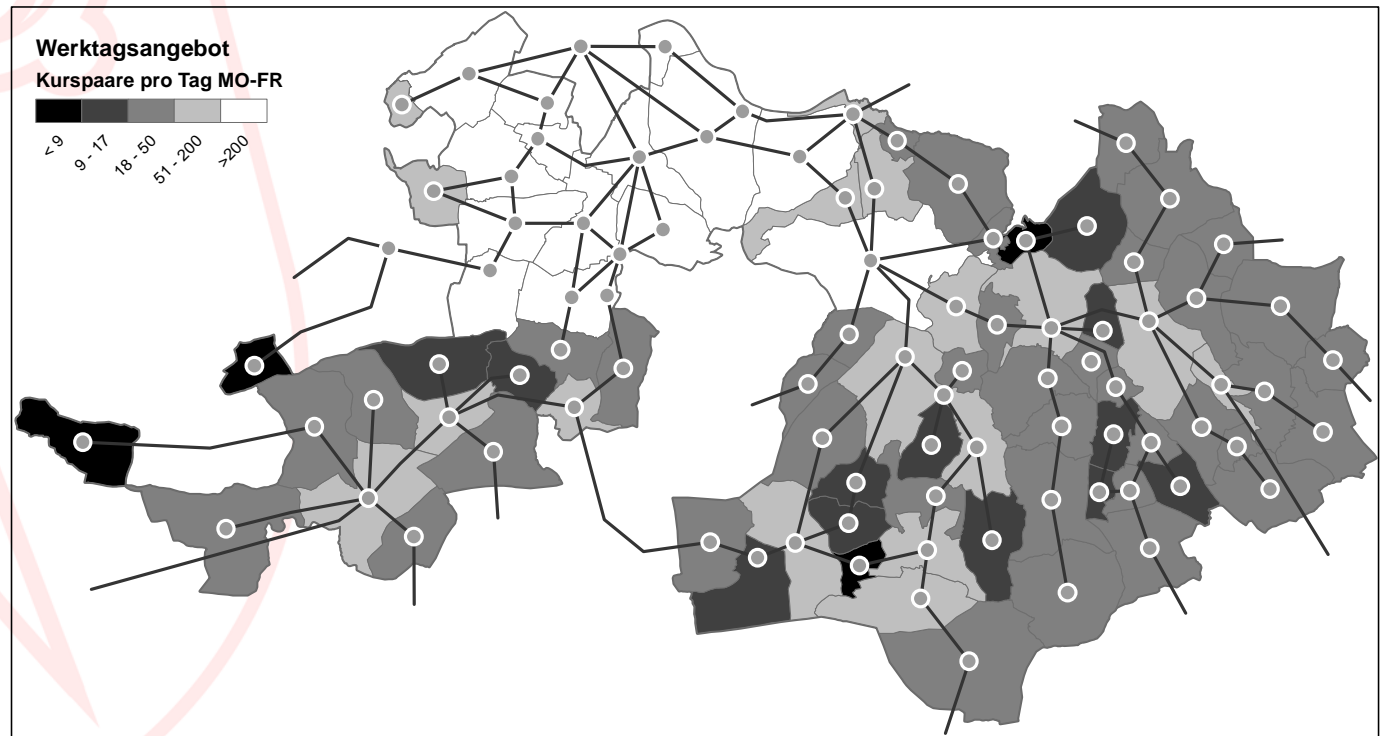 Werktagsangebot
Kurspaare pro Tag MO-FR
< 9
9 - 17
18 - 50
51 - 200
>200